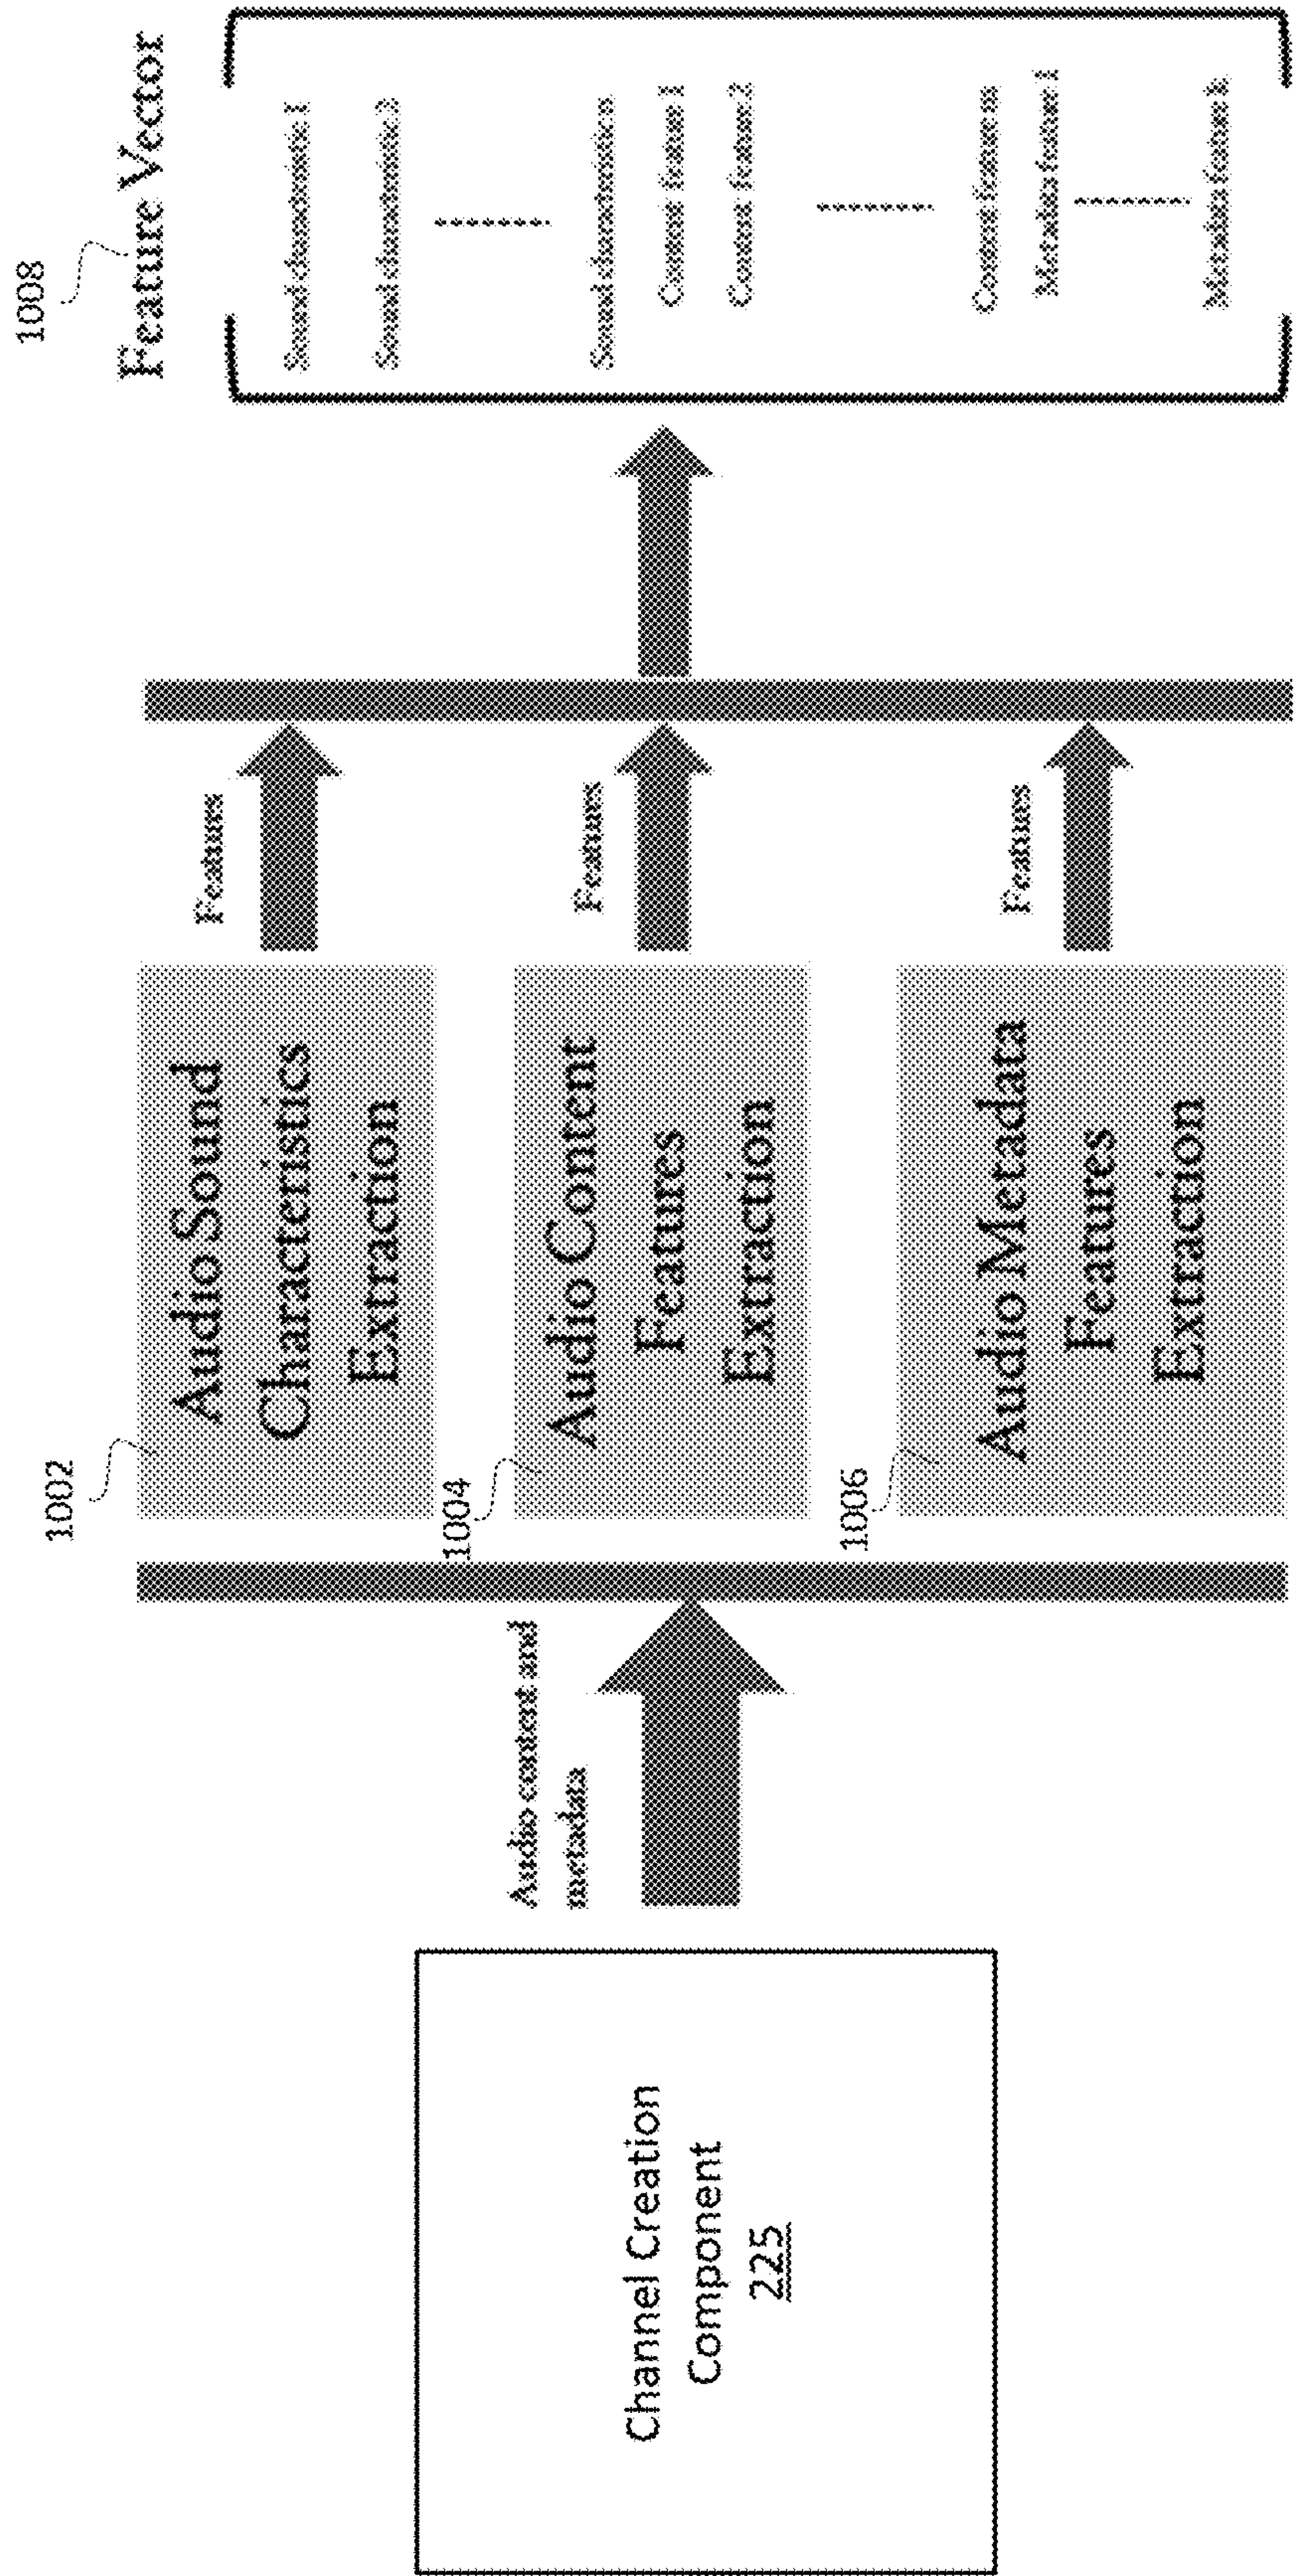 Channel Creation
Component
225
Audio content and
metadata
1002
Audio Sound
Characteristics
Extraction
Features
1004
Audio Content
Features
Extraction
Features
1006
Audio Metadata
Features
Extraction
Features
1008
Feature Vector
Sound characteristic 1
Sound characteristic 2
Sound characteristic n
Content feature 1
Content feature 2
Content feature m
Metadata feature 1
Metadata feature k